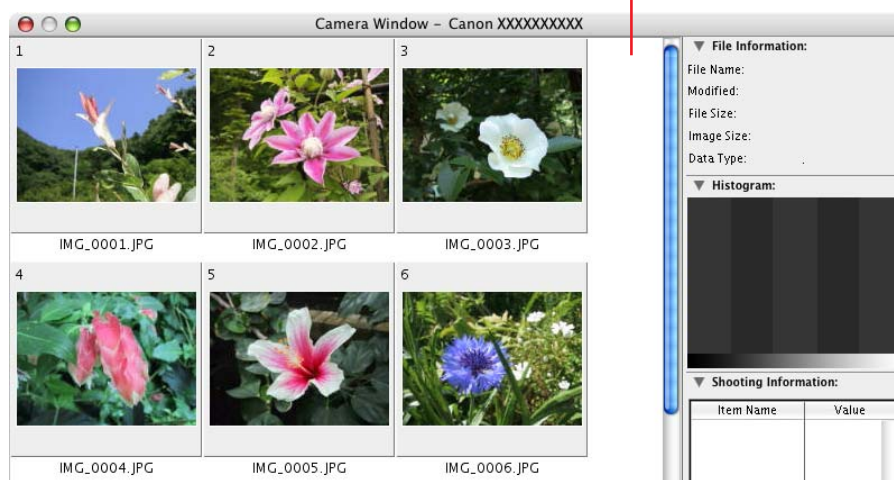 Camera Window - Canon XXXXXXXXXX
1
2
3
IMG_0001.JPG
IMG_0002.JPG
IMG_0003.JPG
4
5
6
IMG_0004.JPG
IMG_0005.JPG
IMG_0006.JPG
File Information:
File Name:
Modified:
File Size:
Image Size:
Data Type:
Histogram:
Shooting Information:
Item Name
Value